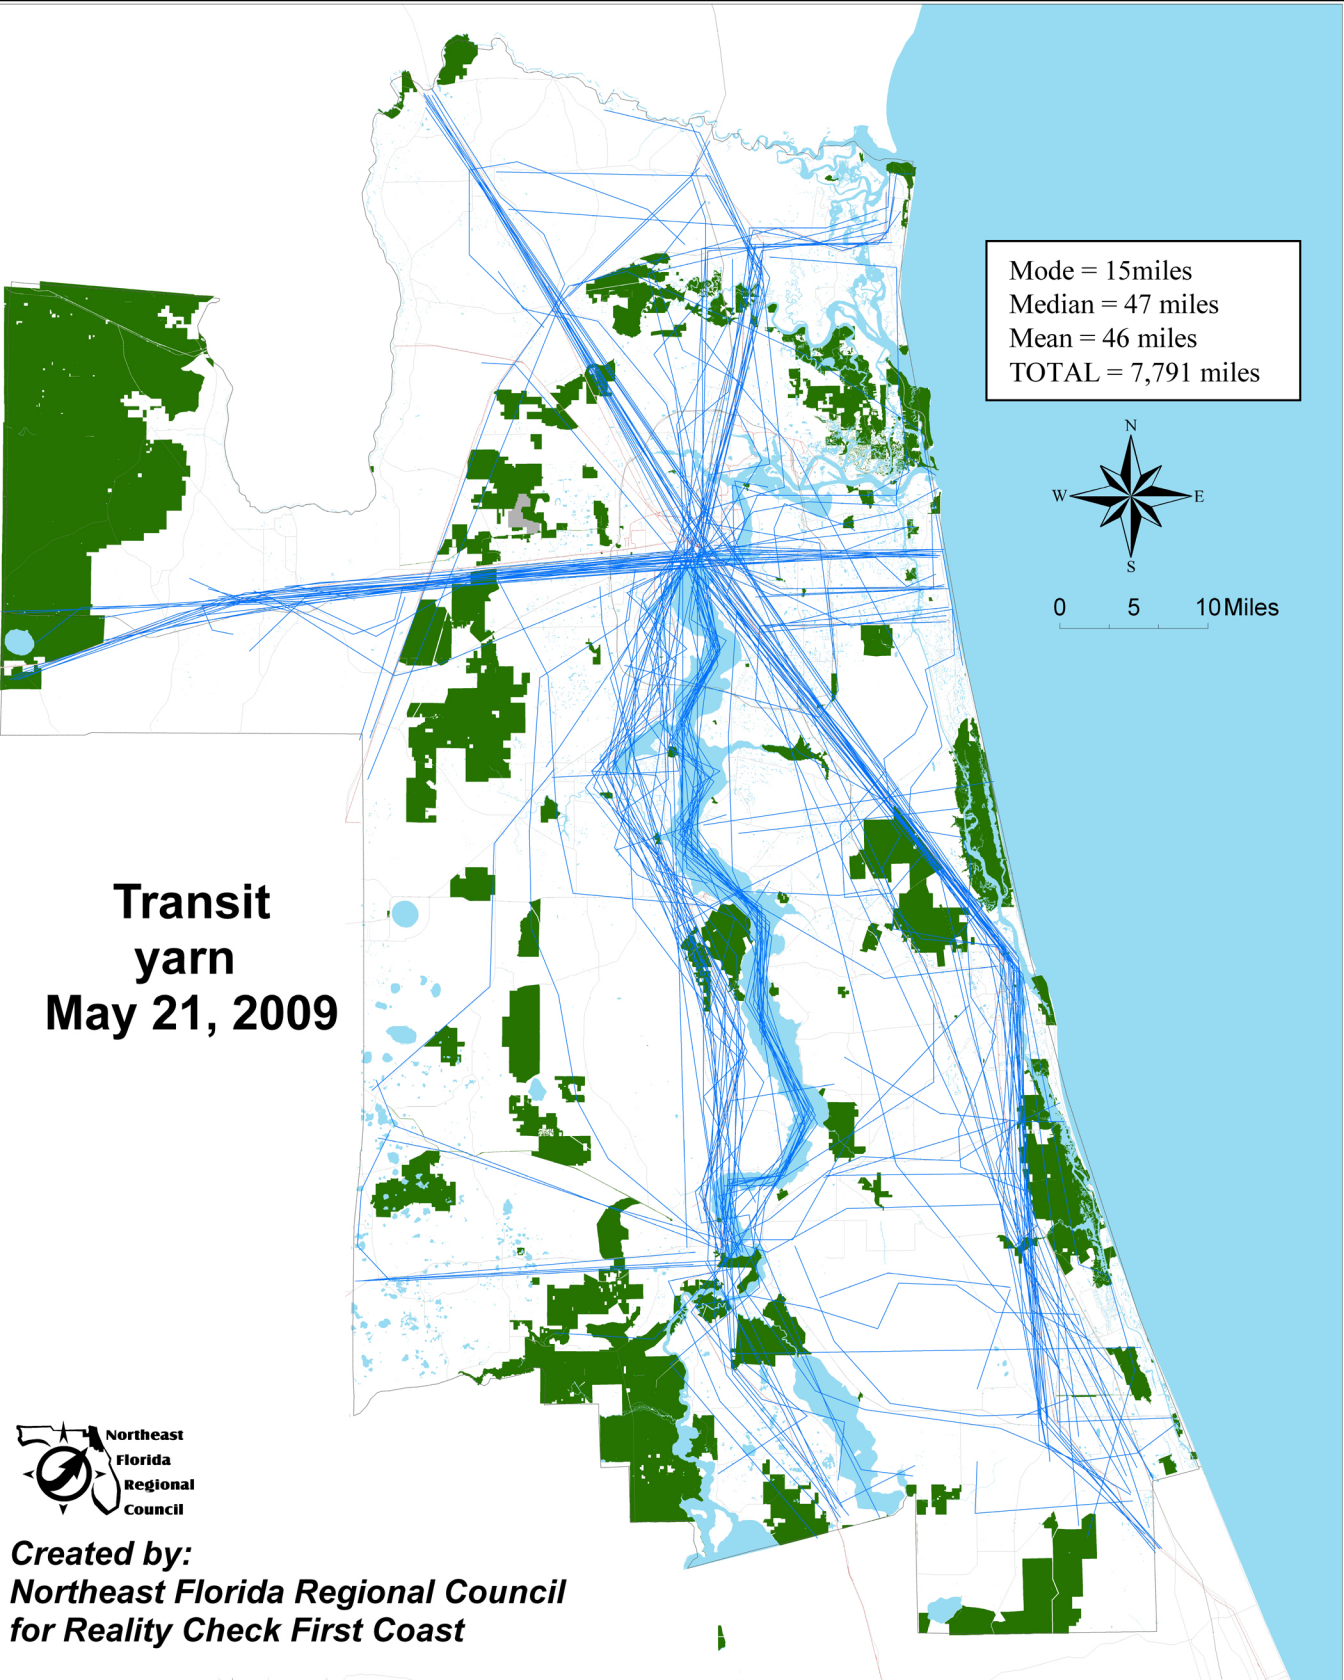 Mode = 15miles
Median = 47 miles
Mean = 46 miles
TOTAL = 7,791 miles
N
W E
S
0 5 10 Miles
Transit
yarn
May 21, 2009
Northeast
Florida
Regional
Council
Created by:
Northeast Florida Regional Council
for Reality Check First Coast